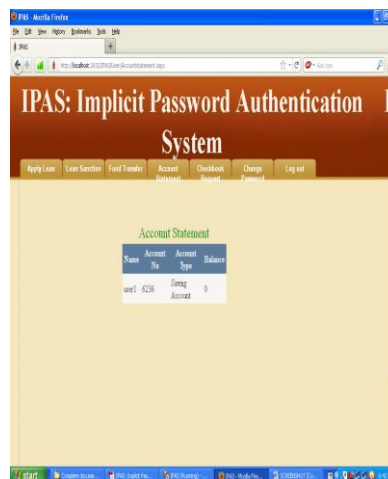 IPAS - Mozilla Firefox
File Edit View History Bookmarks Tools Help
IPAS
IPAS: Implicit Password Authentication
System
Apply Loan Loan Sanction Fund Transfer Account Statement Checkbook Request Change Password Log out
Account Statement
Name Account No Account Type Balance
user1 6236 Saving Account 0
start